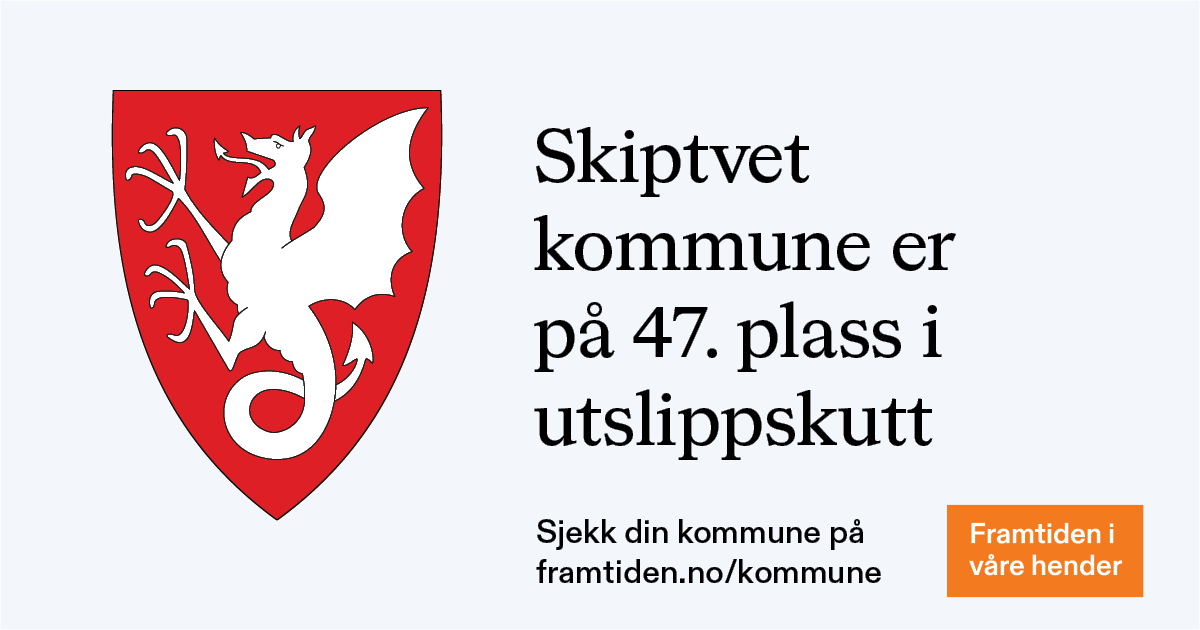 Skiptvet
kommune er
på 47. plass i
utslippskutt
Sjekk din kommune på
framtiden.no/kommune
Framtiden i
våre hender